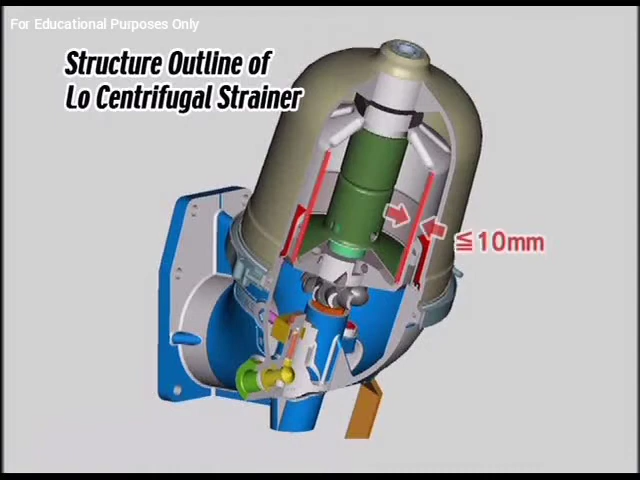 For Educational Purposes Only
Structure Outline of
Lo Centrifugal Strainer
≦10mm